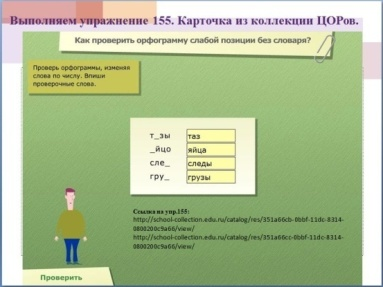 Выполняем упражнение 155. Карточка из коллекции ЦОРов.
Как проверить орфограмму слабой позиции без словаря?
Проверь орфограммы, изменяя
слова по числу. Впиши
проверочные слова.
т_зы таз
_йцо яйца
сле_ следы
гру_ грузы
Ссылка на упр.155:
http://school-collection.edu.ru/catalog/res/351a66cb-0bbf-11dc-8314-
0800200c9a66/view/
http://school-collection.edu.ru/catalog/res/351a66cc-0bbf-11dc-8314-
0800200c9a66/view/
Проверить